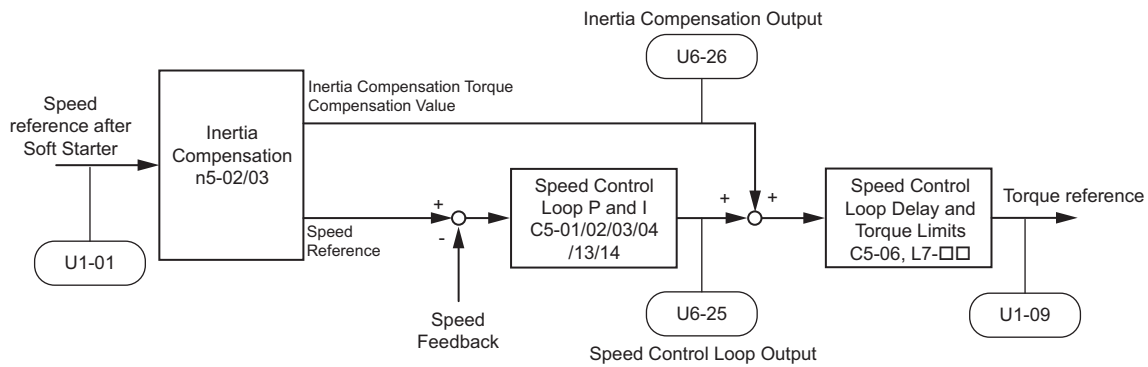 Inertia Compensation Output
U6-26
Inertia Compensation Torque
Compensation Value
Speed
reference after
Soft Starter
Inertia
Compensation
n5-02/03
U1-01
+
-
Speed
Reference
Speed
Feedback
Speed Control
Loop P and I
C5-01/02/03/04
/13/14
+
+
U6-25
Speed Control Loop Output
Speed Control
Loop Delay and
Torque Limits
C5-06, L7-□□
Torque reference
U1-09